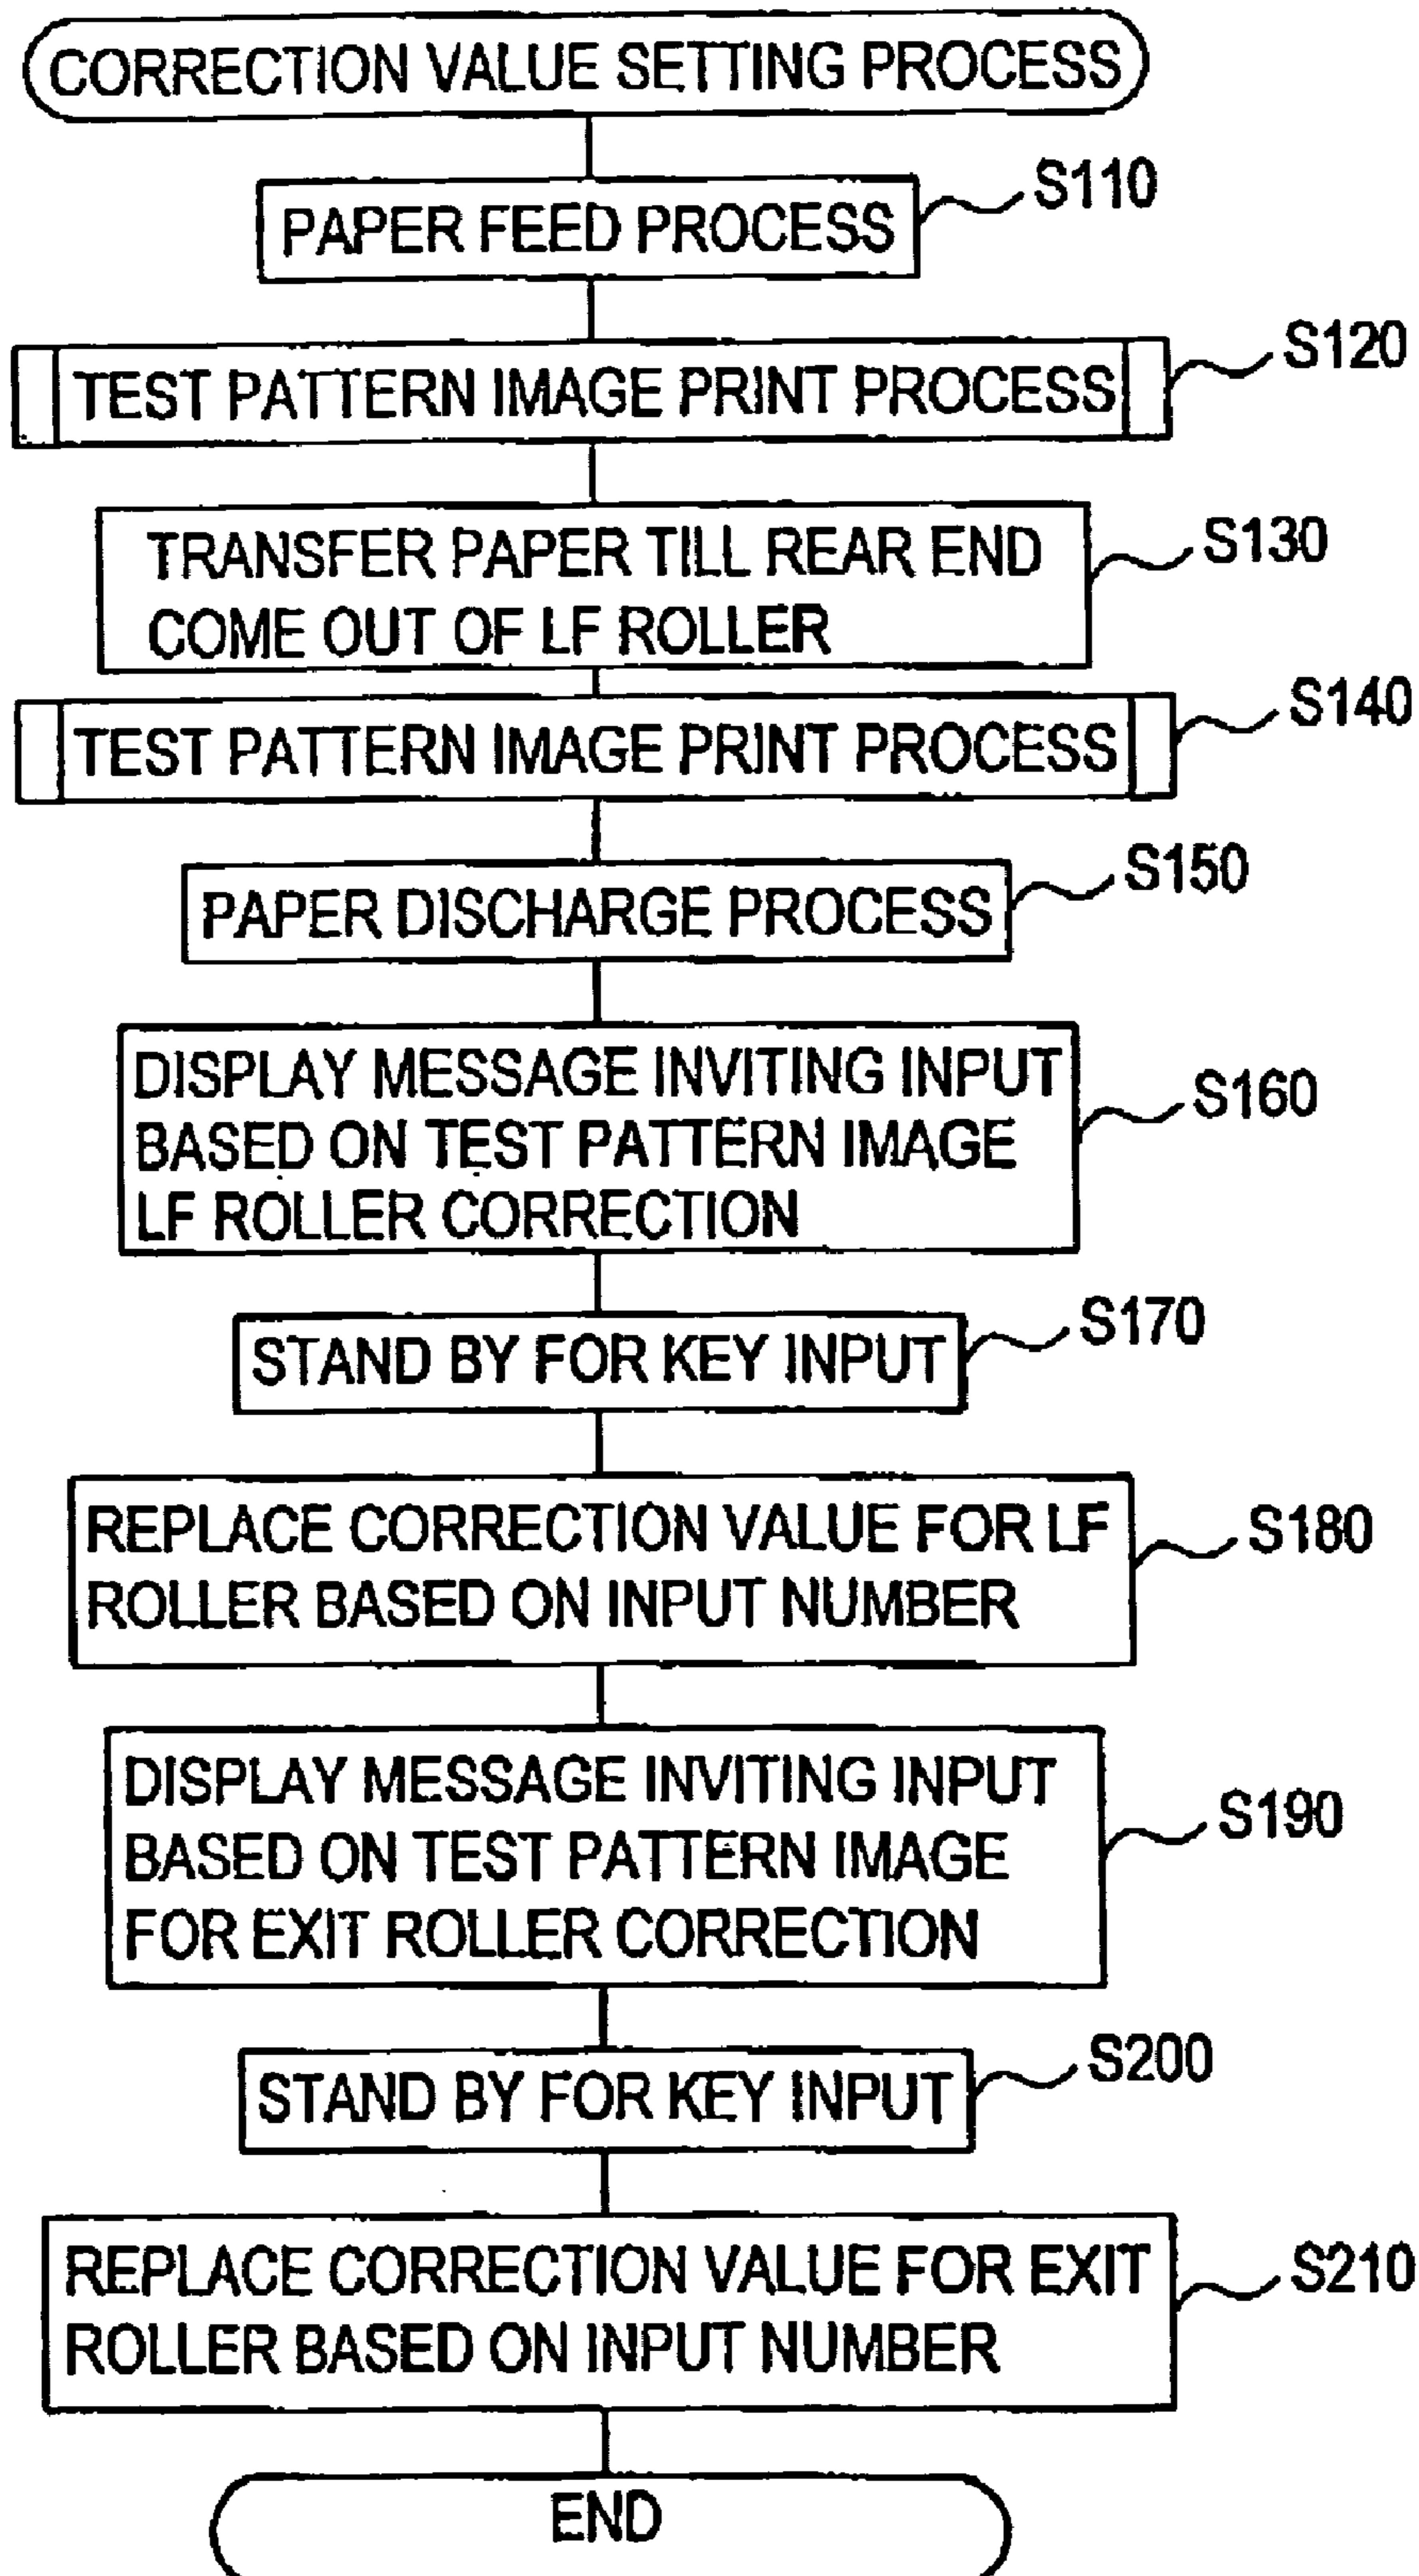 CORRECTION VALUE SETTING PROCESS
PAPER FEED PROCESS
S110
TEST PATTERN IMAGE PRINT PROCESS
S120
TRANSFER PAPER TILL REAR END
COME OUT OF LF ROLLER
S130
TEST PATTERN IMAGE PRINT PROCESS
S140
PAPER DISCHARGE PROCESS
S150
DISPLAY MESSAGE INVITING INPUT
BASED ON TEST PATTERN IMAGE
LF ROLLER CORRECTION
S160
STAND BY FOR KEY INPUT
S170
REPLACE CORRECTION VALUE FOR LF
ROLLER BASED ON INPUT NUMBER
S180
DISPLAY MESSAGE INVITING INPUT
BASED ON TEST PATTERN IMAGE
FOR EXIT ROLLER CORRECTION
S190
STAND BY FOR KEY INPUT
S200
REPLACE CORRECTION VALUE FOR EXIT
ROLLER BASED ON INPUT NUMBER
S210
END